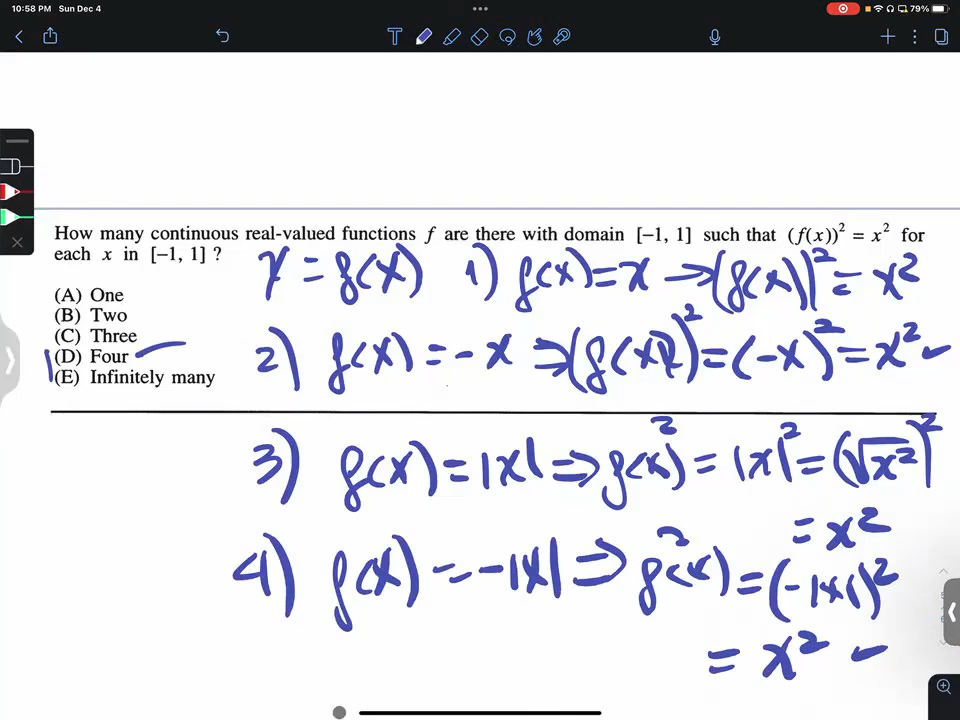 10:58 PM Sun Dec 4
79%
How many continuous real-valued functions f are there with domain [−1, 1] such that (f(x))² = x² for
each x in [−1, 1] ?
(A) One
(B) Two
(C) Three
(D) Four
(E) Infinitely many
y = f(x) 1) f(x) = x → (f(x))² = x²
2) f(x) = -x ⇒ (f(x))² = (-x)² = x²
3) f(x) = |x| ⇒ f(x)² = |x|² = (√x²)²
= x²
4) f(x) = -|x| ⇒ f²(x) = (-|x|)²
= x²